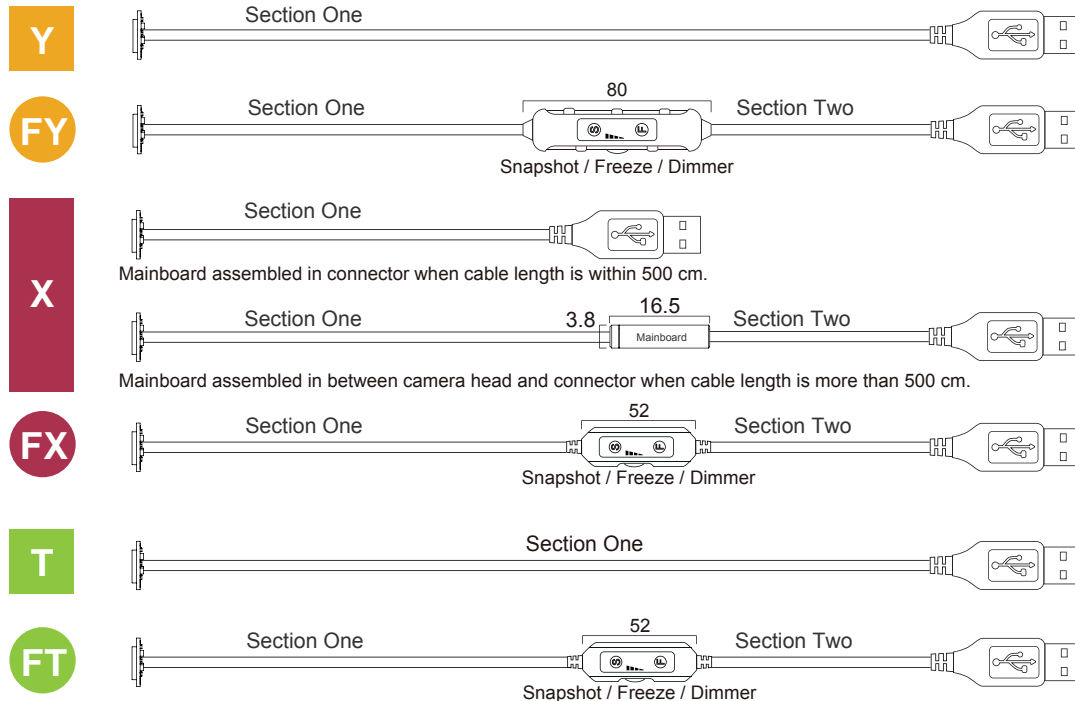 Y
Section One
FY
Section One
80
Section Two
S F
Snapshot / Freeze / Dimmer
X
Section One
Mainboard assembled in connector when cable length is within 500 cm.
Section One
3.8
16.5
Mainboard
Section Two
Mainboard assembled in between camera head and connector when cable length is more than 500 cm.
FX
Section One
52
Section Two
S F
Snapshot / Freeze / Dimmer
T
Section One
FT
Section One
52
Section Two
S F
Snapshot / Freeze / Dimmer